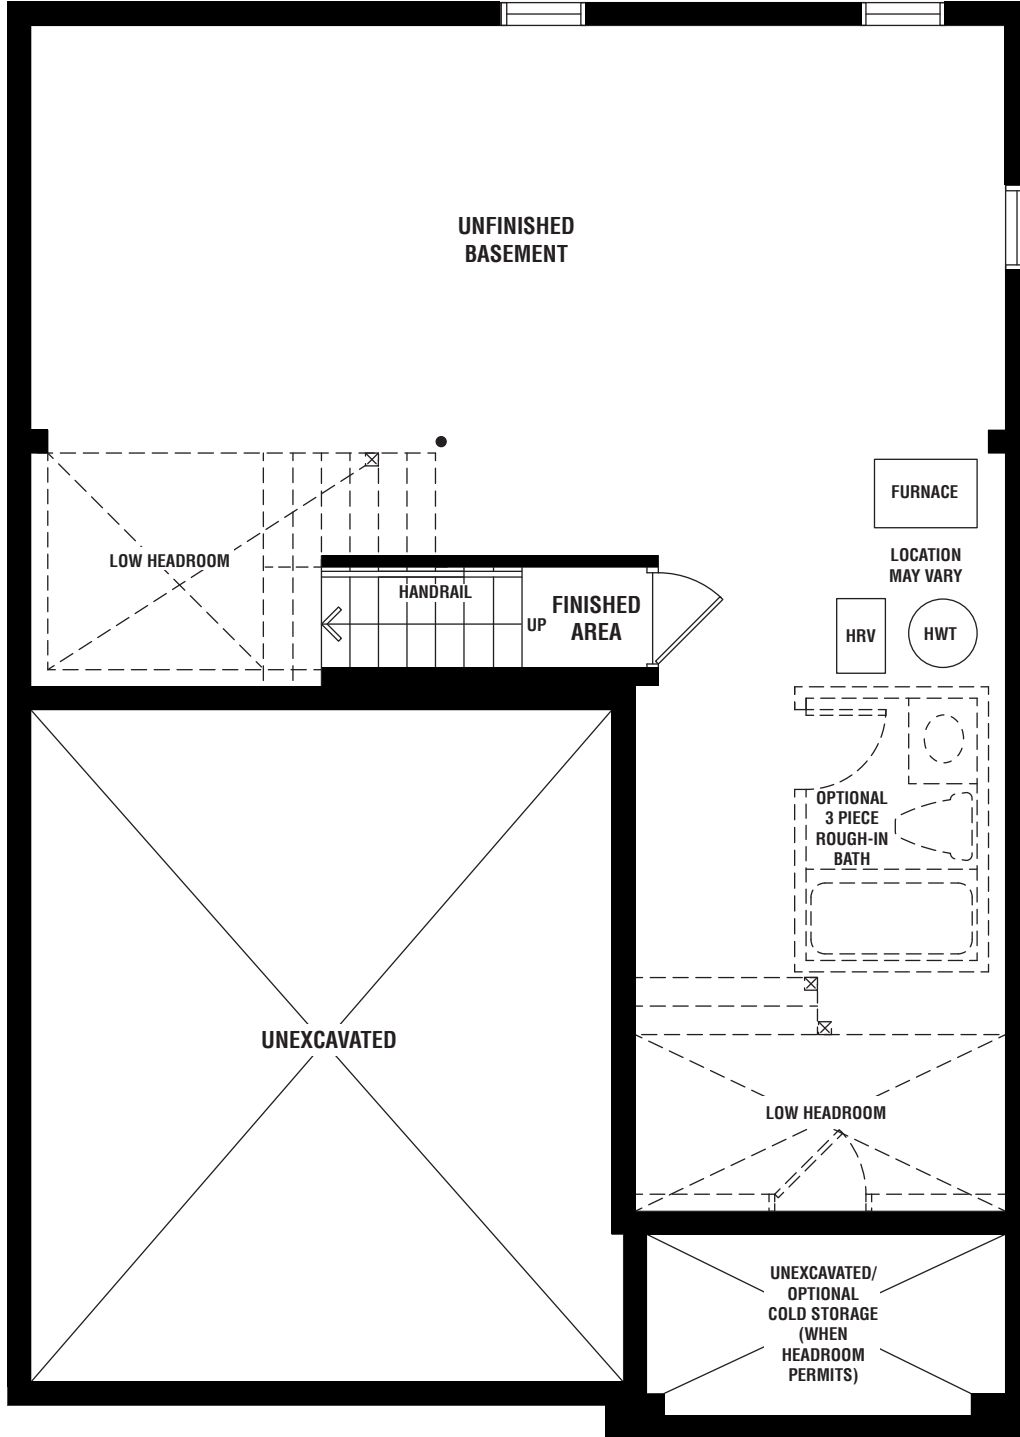 UNFINISHED
BASEMENT
FURNACE
LOCATION
MAY VARY
LOW HEADROOM
HANDRAIL
UP
FINISHED
AREA
HRV
HWT
OPTIONAL
3 PIECE
ROUGH-IN
BATH
UNEXCAVATED
LOW HEADROOM
UNEXCAVATED/
OPTIONAL
COLD STORAGE
(WHEN
HEADROOM
PERMITS)